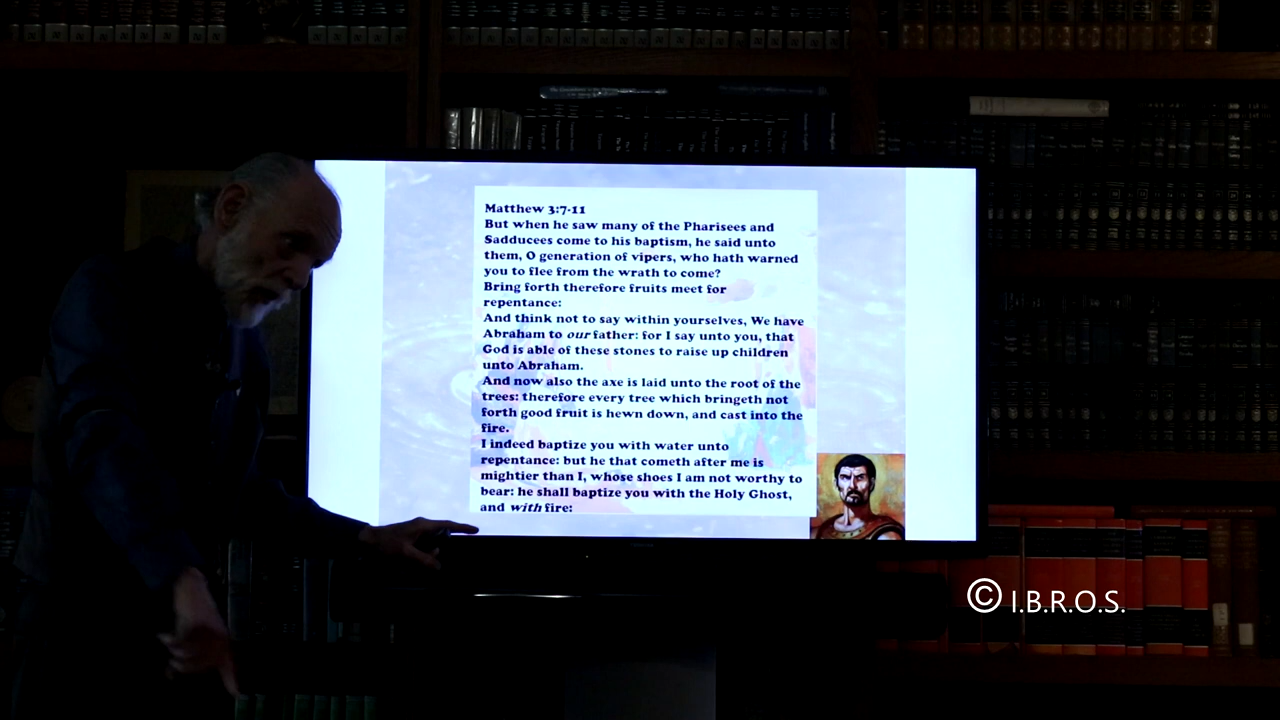 Matthew 3:7-11
But when he saw many of the Pharisees and
Sadducees come to his baptism, he said unto
them, O generation of vipers, who hath warned
you to flee from the wrath to come?
Bring forth therefore fruits meet for
repentance:
And think not to say within yourselves, We have
Abraham to our father: for I say unto you, that
God is able of these stones to raise up children
unto Abraham.
And now also the axe is laid unto the root of the
trees: therefore every tree which bringeth not
forth good fruit is hewn down, and cast into the
fire.
I indeed baptize you with water unto
repentance: but he that cometh after me is
mightier than I, whose shoes I am not worthy to
bear: he shall baptize you with the Holy Ghost,
and with fire:
© I.B.R.O.S.